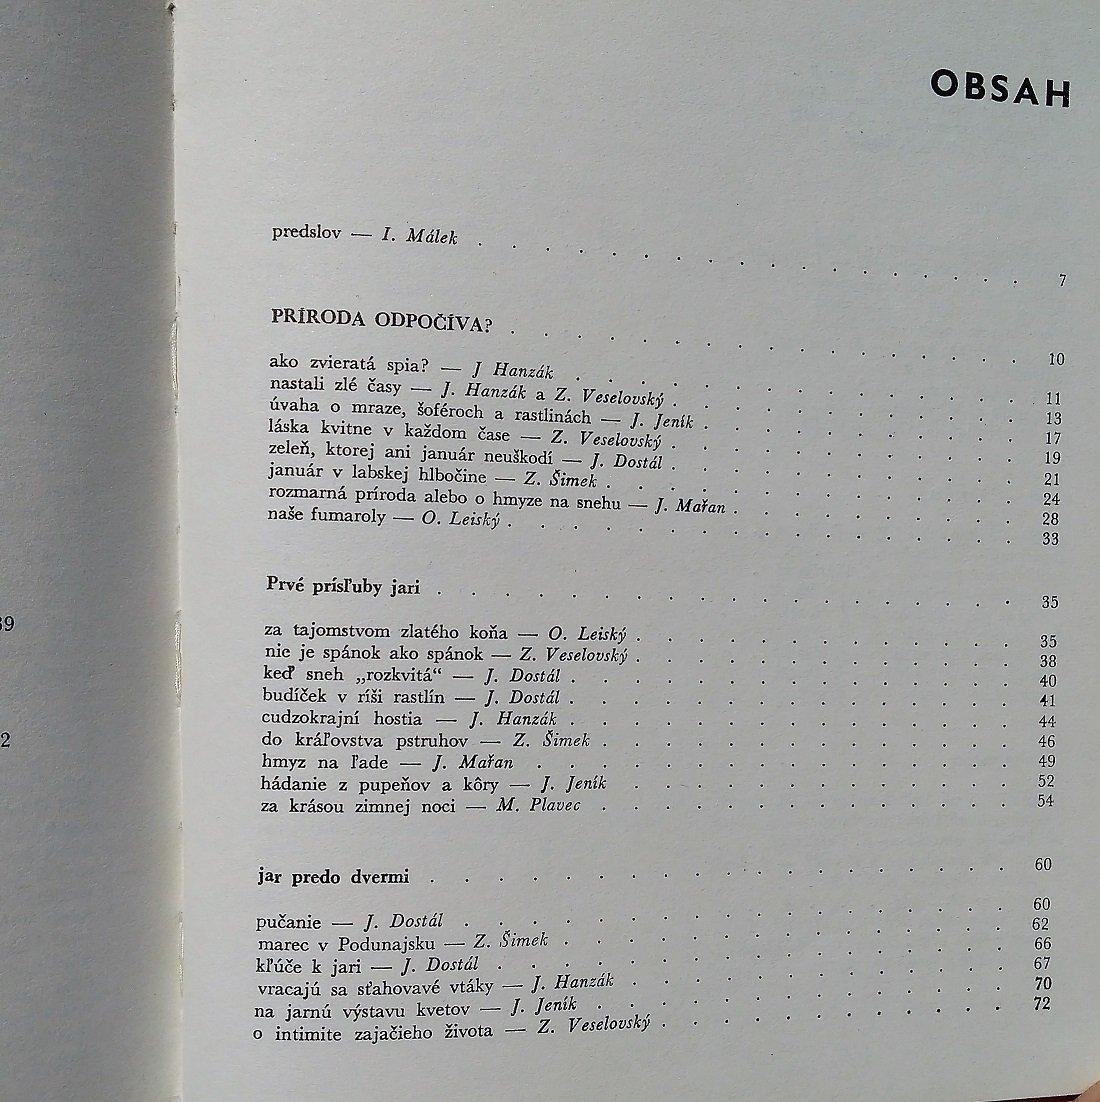 39
2
OBSAH
predslov — I. Málek . . . . . 7
PRÍRODA ODPOČÍVA? . . . . . 10
ako zvieratá spia? — J Hanzák . . . . . 11
nastali zlé časy — J. Hanzák a Z. Veselovský . . . . . 13
úvaha o mraze, šoféroch a rastlinách — J. Jeník . . . . . 17
láska kvitne v každom čase — Z. Veselovský . . . . . 19
zeleň, ktorej ani január neuškodí — J. Dostál . . . . . 21
január v labskej hlbočine — Z. Šimek . . . . . 24
rozmarná príroda alebo o hmyze na snehu — J. Mařan . . . . . 28
naše fumaroly — O. Leiský . . . . . 33
Prvé prísľuby jari . . . . . 35
za tajomstvom zlatého koňa — O. Leiský . . . . . 35
nie je spánok ako spánok — Z. Veselovský . . . . . 38
keď sneh „rozkvitá“ — J. Dostál . . . . . 40
budíček v ríši rastlín — J. Dostál . . . . . 41
cudzokrajní hostia — J. Hanzák . . . . . 44
do kráľovstva pstruhov — Z. Šimek . . . . . 46
hmyz na ľade — J. Mařan . . . . . 49
hádanie z pupeňov a kôry — J. Jeník . . . . . 52
za krásou zimnej noci — M. Plavec . . . . . 54
jar predo dvermi . . . . . 60
pučanie — J. Dostál . . . . . 60
marec v Podunajsku — Z. Šimek . . . . . 62
kľúče k jari — J. Dostál . . . . . 66
vracajú sa sťahovavé vtáky — J. Hanzák . . . . . 67
na jarnú výstavu kvetov — J. Jeník . . . . . 70
o intimite zajačieho života — Z. Veselovský . . . . . 72